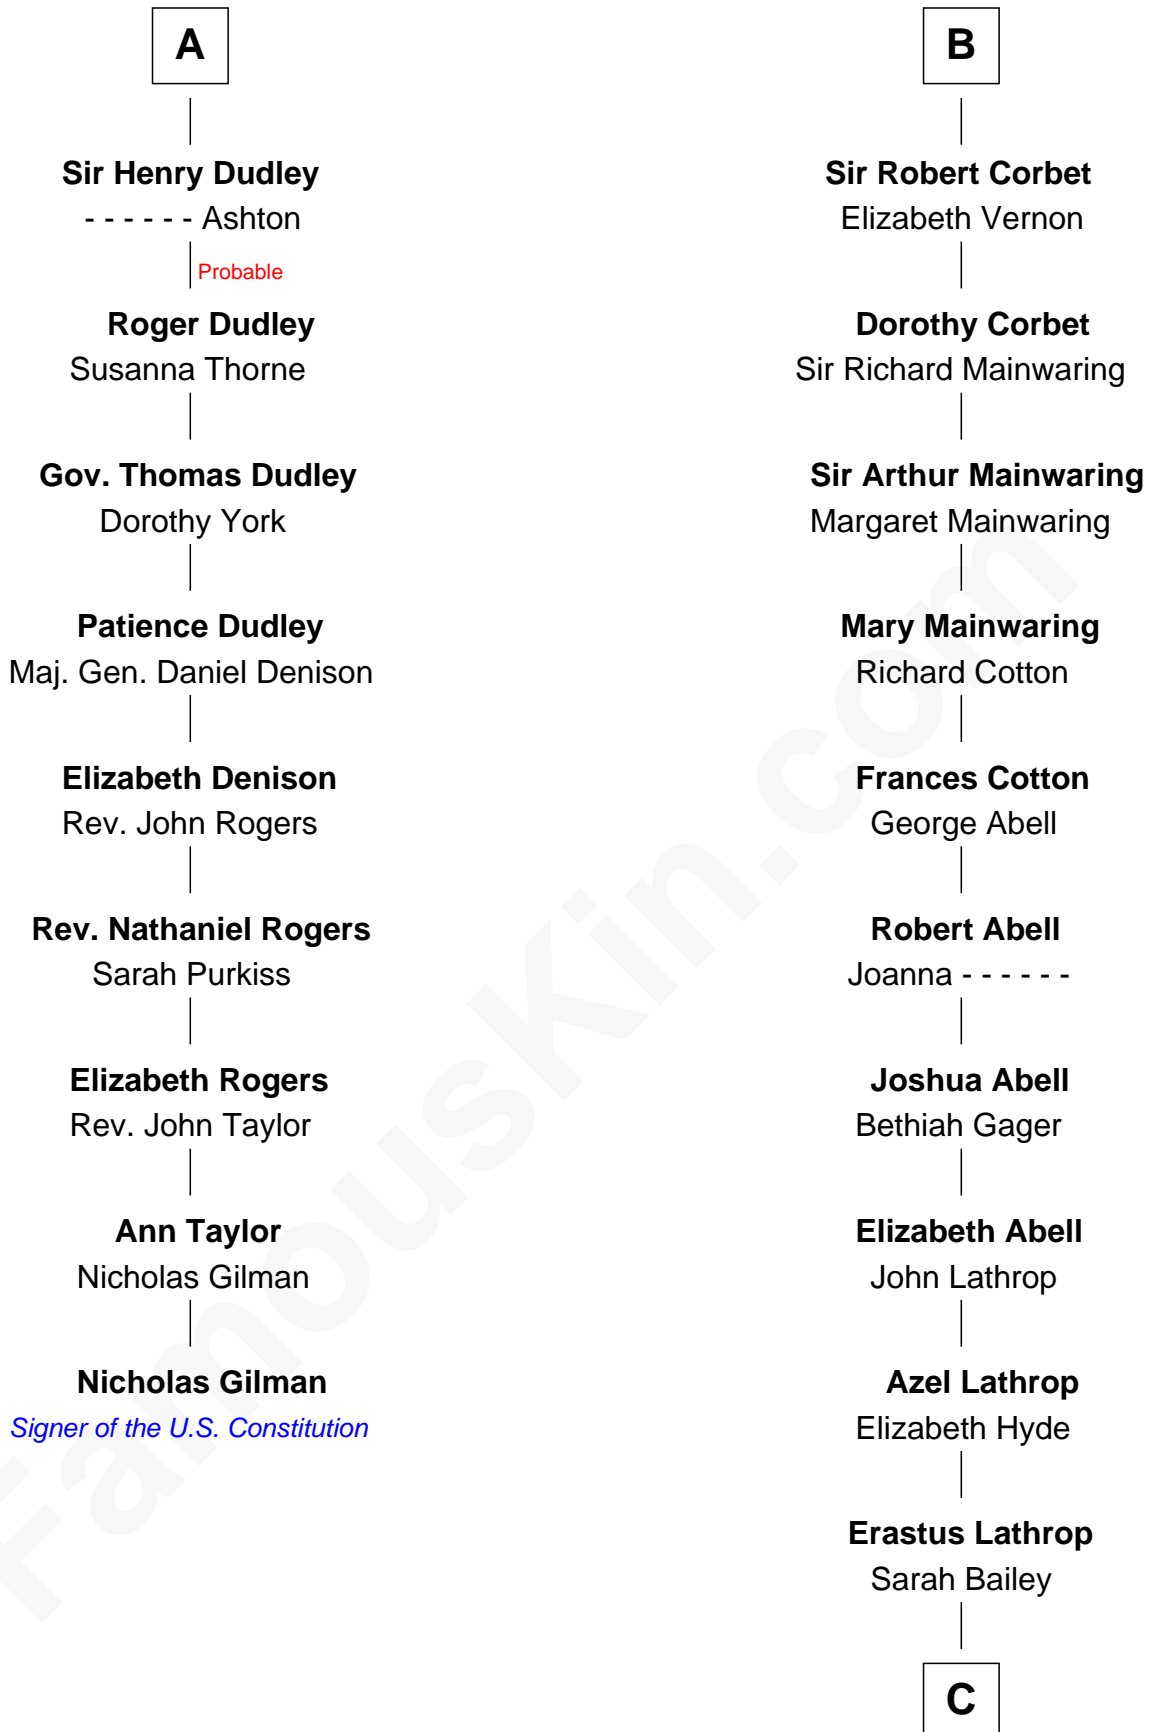 A
Sir Henry Dudley
- - - - - - Ashton
Probable
Roger Dudley
Susanna Thorne
Gov. Thomas Dudley
Dorothy York
Patience Dudley
Maj. Gen. Daniel Denison
Elizabeth Denison
Rev. John Rogers
Rev. Nathaniel Rogers
Sarah Purkiss
Elizabeth Rogers
Rev. John Taylor
Ann Taylor
Nicholas Gilman
Nicholas Gilman
Signer of the U.S. Constitution
B
Sir Robert Corbet
Elizabeth Vernon
Dorothy Corbet
Sir Richard Mainwaring
Sir Arthur Mainwaring
Margaret Mainwaring
Mary Mainwaring
Richard Cotton
Frances Cotton
George Abell
Robert Abell
Joanna - - - - - -
Joshua Abell
Bethiah Gager
Elizabeth Abell
John Lathrop
Azel Lathrop
Elizabeth Hyde
Erastus Lathrop
Sarah Bailey
C
FamousKin.com